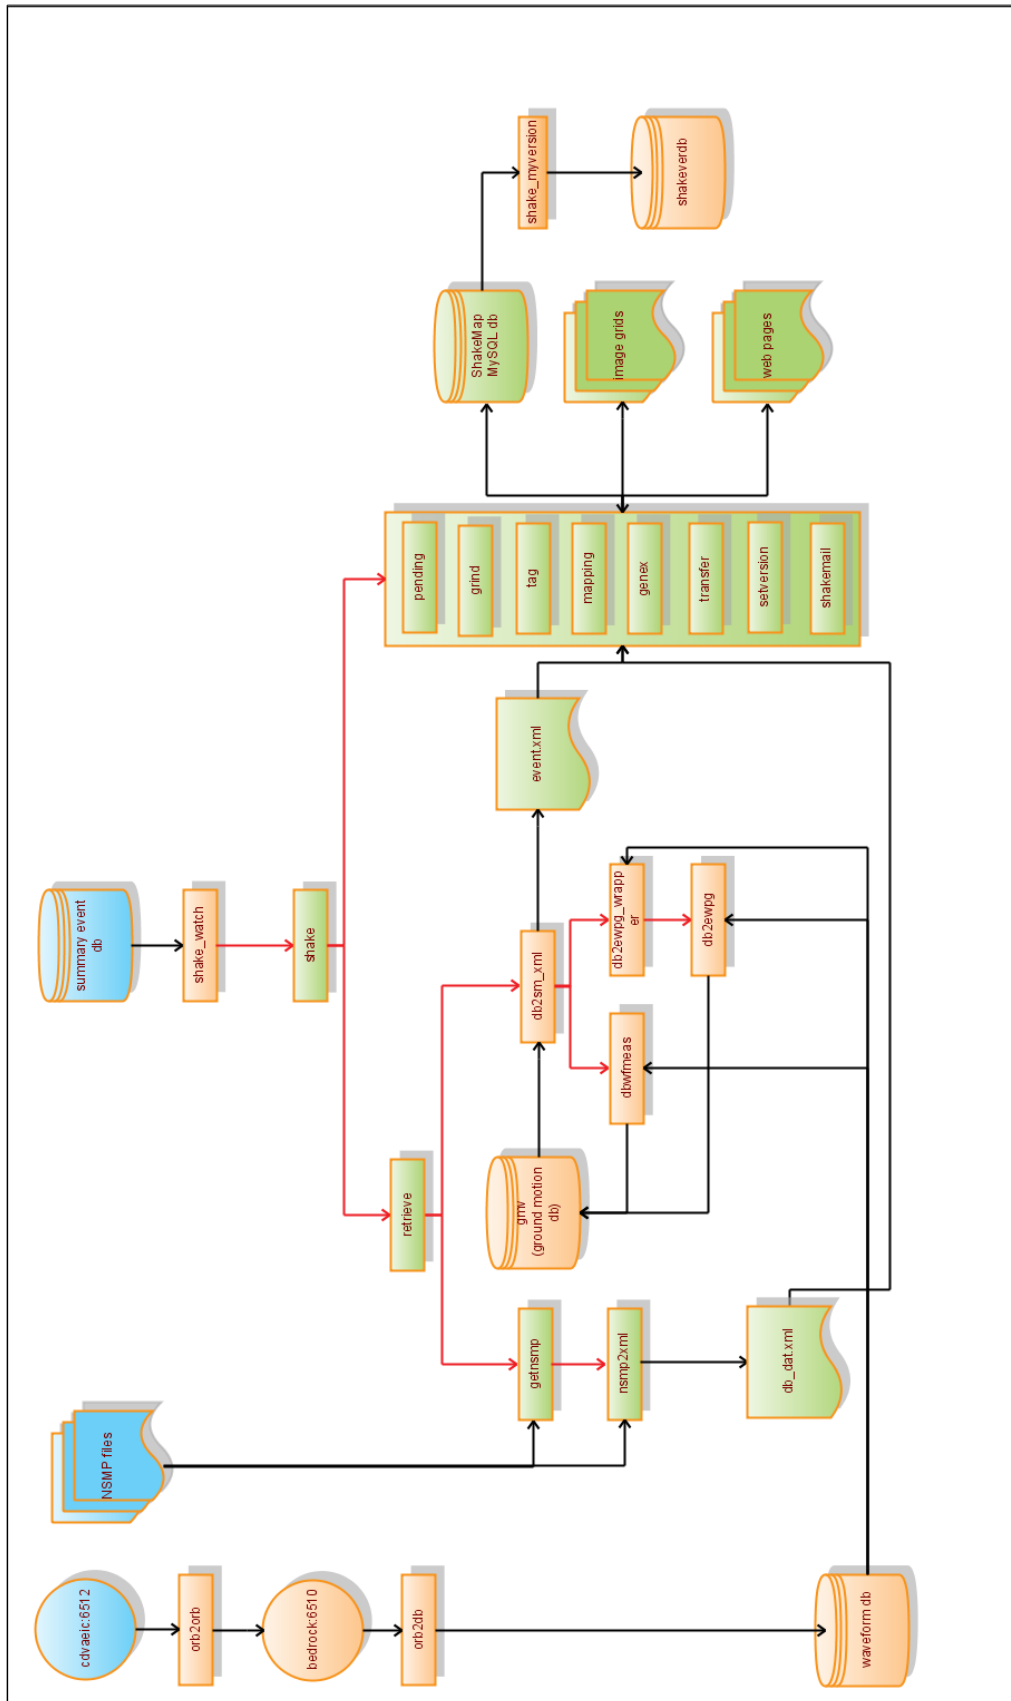 cdvaeic:6512
orb2orb
bedrock:6510
orb2db
waveform db
NSMP files
getnsmp
nsmp2xml
db_dat.xml
retrieve
gmv
(ground motion
db)
dbwfmeas
db2sm_xml
db2ewpg_wrapp
er
db2ewpg
event.xml
summary event
db
shake_watch
shake
pending
grind
tag
mapping
genex
transfer
setversion
shakemail
ShakeMap
MySQL db
image grids
web pages
shake_myversion
shakeverdb